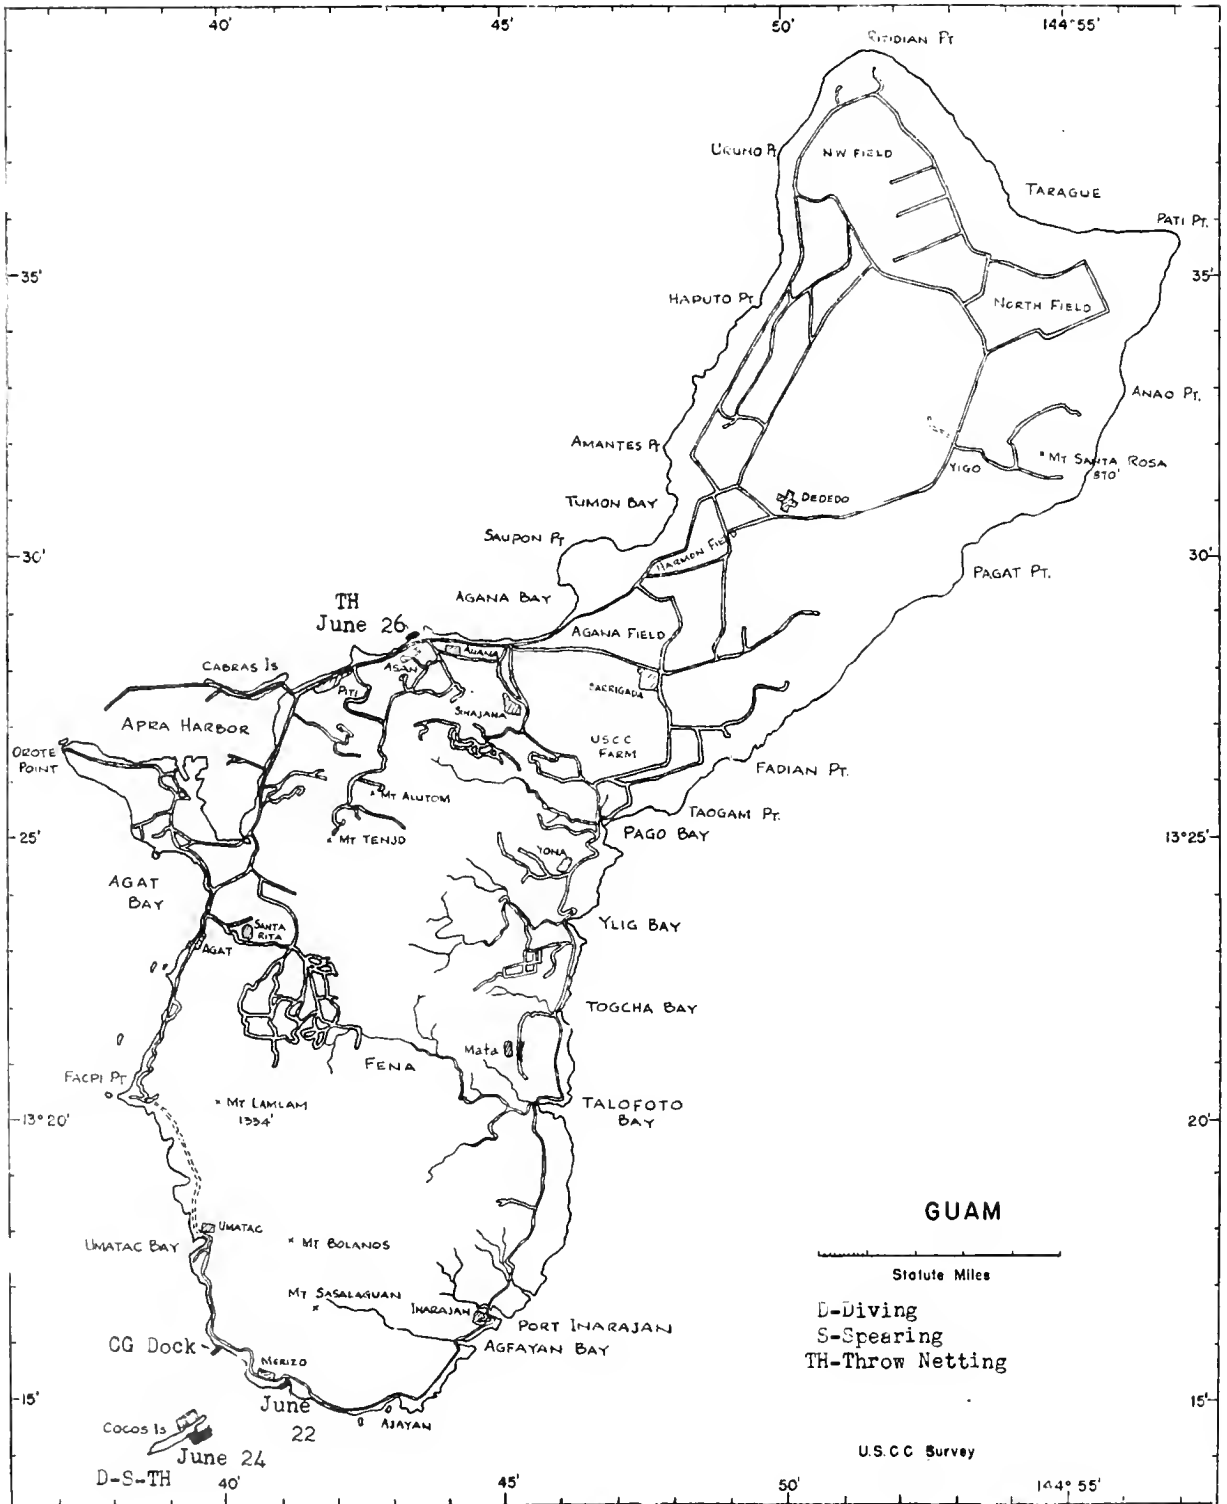 40'
45'
50'
144°55'
RITIDIAN PT
URUNO Pt
NW FIELD
TARAGUE
PATI PT.
35'
35'
HAPUTO PT
NORTH FIELD
ANAO PT.
AMANTES Pt
YIGO
MT SANTA ROSA
870'
TUMON BAY
DEDEDO
SAUPON PT
30'
HARMON FIELD
30'
PAGAT PT.
AGANA BAY
TH
June 26
AGANA FIELD
ASAN
CABRAS Is
PITI
BARRIGADA
SINAJANA
APRA HARBOR
USCC
FARM
OROTE
POINT
FADIAN PT.
MT ALUTOM
TAOGAM PT.
25'
MT TENJO
PAGO BAY
13°25'
YONA
AGAT
BAY
SANTA
RITA
YLIG BAY
AGAT
TOGCHA BAY
Mata
FENA
FACPI PT
MT LAMLAM
1334'
TALOFOTO
BAY
13°20'
20'
UMATAC
UMATAC BAY
MT BOLANOS
GUAM
Statute Miles
MT SASALAGUAN
INARAJAN
D-Diving
PORT INARAJAN
S-Spearing
CG Dock
AGFAYAN BAY
TH-Throw Netting
MERIZO
15'
June
22
15'
AJAYAN
COCOS Is
June 24
D-S-TH
U.S.C.C Survey
40'
45'
50'
144°55'